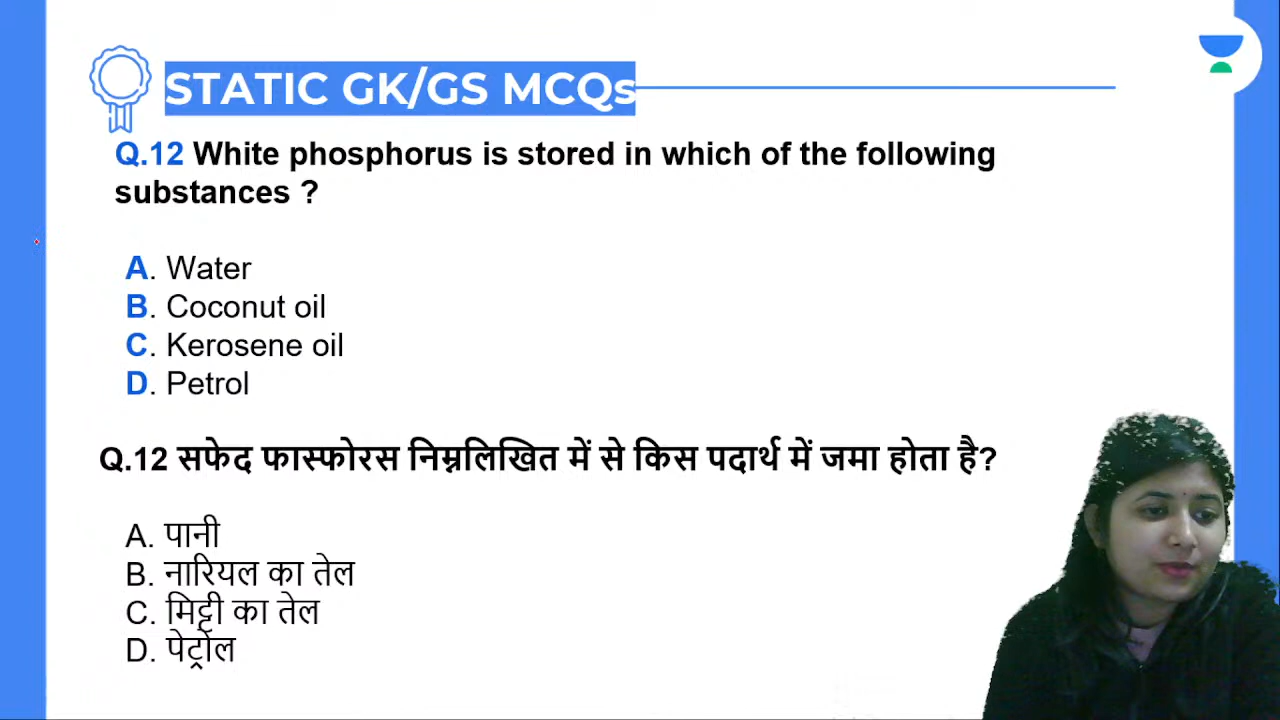 STATIC GK/GS MCQs
Q.12 White phosphorus is stored in which of the following
substances ?
A. Water
B. Coconut oil
C. Kerosene oil
D. Petrol
Q.12 सफेद फास्फोरस निम्नलिखित में से किस पदार्थ में जमा होता है?
A. पानी
B. नारियल का तेल
C. मिट्टी का तेल
D. पेट्रोल